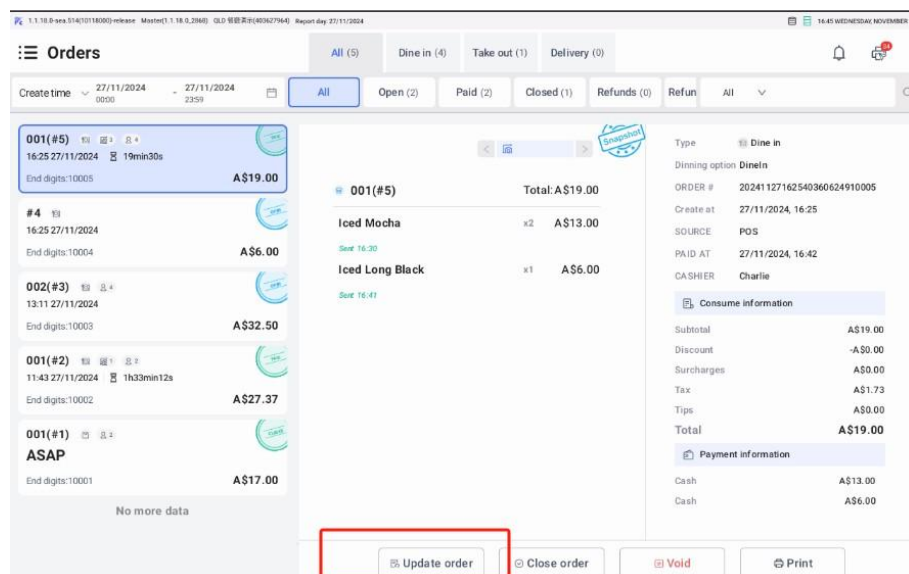 1.1.18.0-sea.514(10118000)-release Master(1.1.18.0,2860) Report day 27/11/2024
16:45 WEDNESDAY, NOVEMBER
Orders
All (5) Dine in (4) Take out (1) Delivery (0)
54
Create time 27/11/2024 00:00 - 27/11/2024 23:59
All Open (2) Paid (2) Closed (1) Refunds (0) Refun All
001(#5) 3 4
16:25 27/11/2024 19min30s
End digits:10005 A$19.00
#4
16:25 27/11/2024
End digits:10004 A$6.00
002(#3) 4
13:11 27/11/2024
End digits:10003 A$32.50
001(#2) 1 2
11:43 27/11/2024 1h33min12s
End digits:10002 A$27.37
001(#1) 2
ASAP
End digits:10001 A$17.00
No more data
Snapshot
001(#5) Total:A$19.00
Iced Mocha x2 A$13.00
Sent 16:30
Iced Long Black x1 A$6.00
Sent 16:41
Type Dine in
Dinning option DineIn
ORDER # 20241127162540360624910005
Create at 27/11/2024, 16:25
SOURCE POS
PAID AT 27/11/2024, 16:42
CASHIER Charlie
Consume information
Subtotal A$19.00
Discount -A$0.00
Surcharges A$0.00
Tax A$1.73
Tips A$0.00
Total A$19.00
Payment information
Cash A$13.00
Cash A$6.00
Update order Close order Void Print